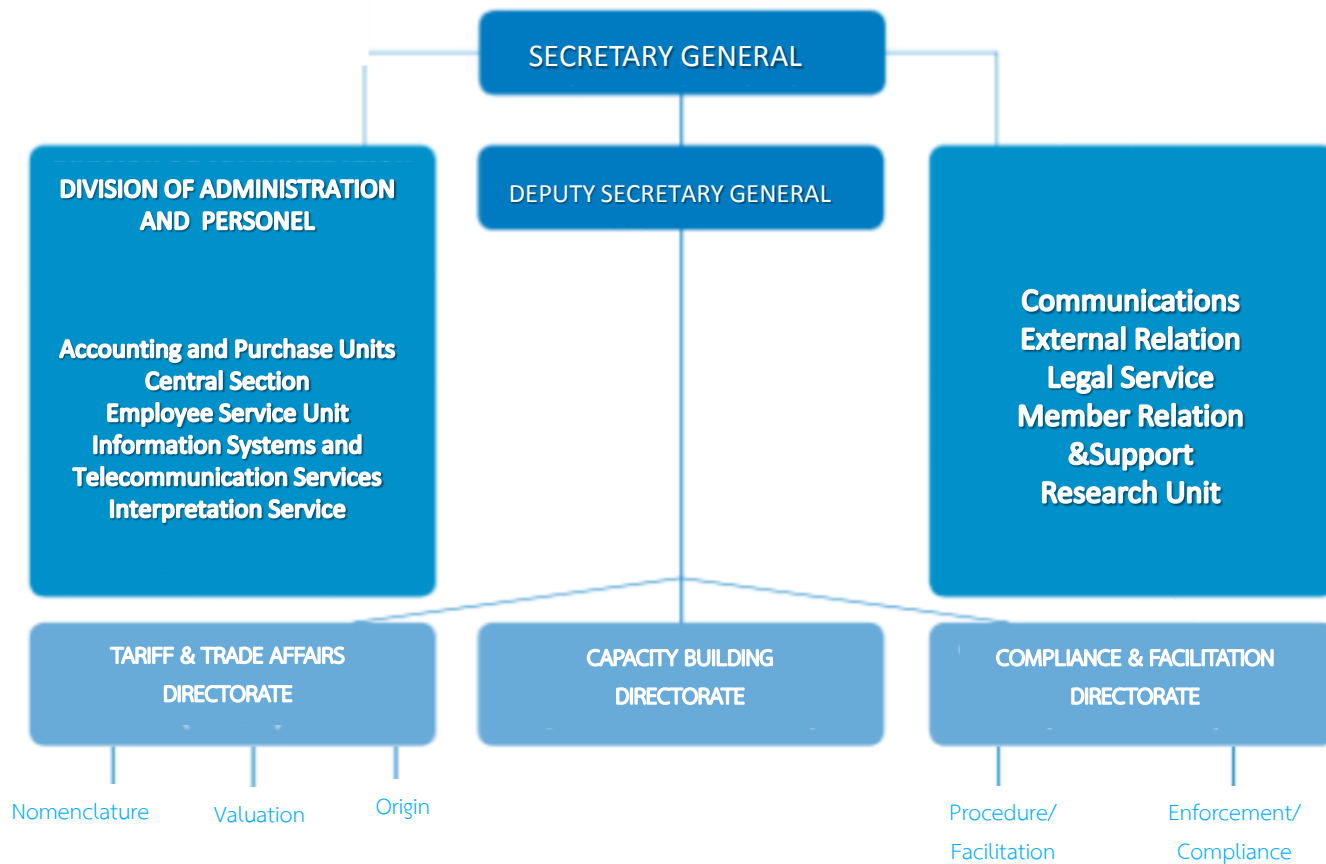 SECRETARY GENERAL
DIVISION OF ADMINISTRATION
AND PERSONEL
Accounting and Purchase Units
Central Section
Employee Service Unit
Information Systems and
Telecommunication Services
Interpretation Service
DEPUTY SECRETARY GENERAL
Communications
External Relation
Legal Service
Member Relation
&Support
Research Unit
TARIFF & TRADE AFFAIRS
DIRECTORATE
CAPACITY BUILDING
DIRECTORATE
COMPLIANCE & FACILITATION
DIRECTORATE
Nomenclature
Valuation
Origin
Procedure/
Facilitation
Enforcement/
Compliance